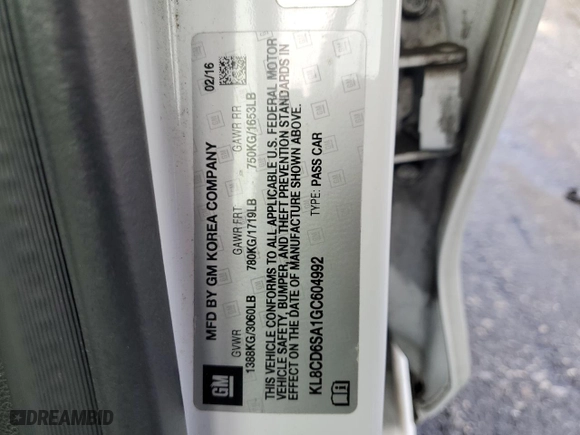 MFD BY GM KOREA COMPANY 02/16
GVWR GAWR FRT GAWR RR
1388KG/3060LB 780KG/1719LB 750KG/1653LB
THIS VEHICLE CONFORMS TO ALL APPLICABLE U.S. FEDERAL MOTOR
VEHICLE SAFETY, BUMPER, AND THEFT PREVENTION STANDARDS IN
EFFECT ON THE DATE OF MANUFACTURE SHOWN ABOVE.
KL8CD6SA1GC604992 TYPE: PASS CAR
GM
DREAMBID